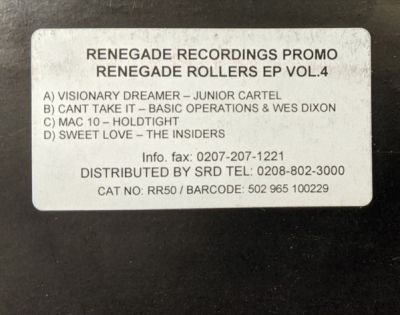 RENEGADE RECORDINGS PROMO
RENEGADE ROLLERS EP VOL.4
A) VISIONARY DREAMER – JUNIOR CARTEL
B) CANT TAKE IT – BASIC OPERATIONS & WES DIXON
C) MAC 10 – HOLDTIGHT
D) SWEET LOVE – THE INSIDERS
Info. fax: 0207-207-1221
DISTRIBUTED BY SRD TEL: 0208-802-3000
CAT NO: RR50 / BARCODE: 502 965 100229